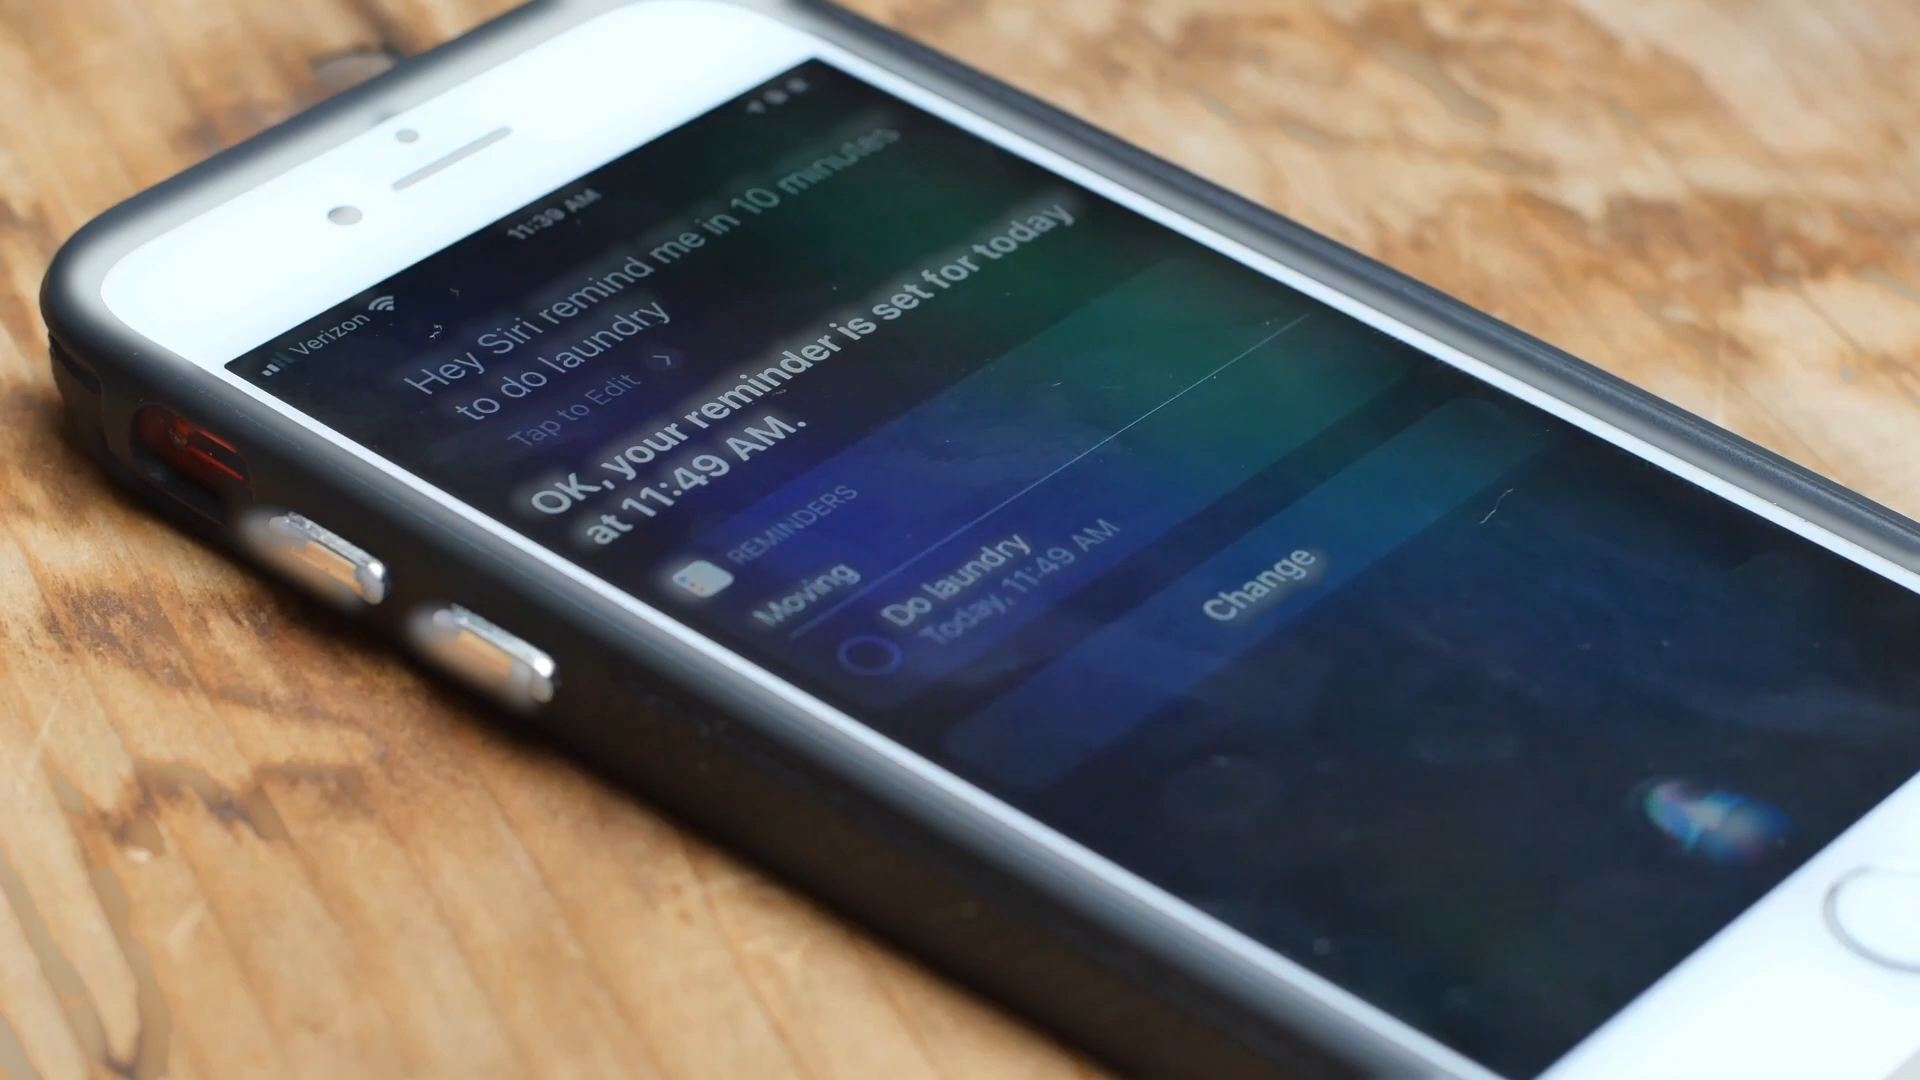 Verizon 11:39 AM
Hey Siri remind me in 10 minutes
to do laundry
Tap to Edit
OK, your reminder is set for today
at 11:49 AM.
REMINDERS
Moving
Do laundry
Today, 11:49 AM
Change